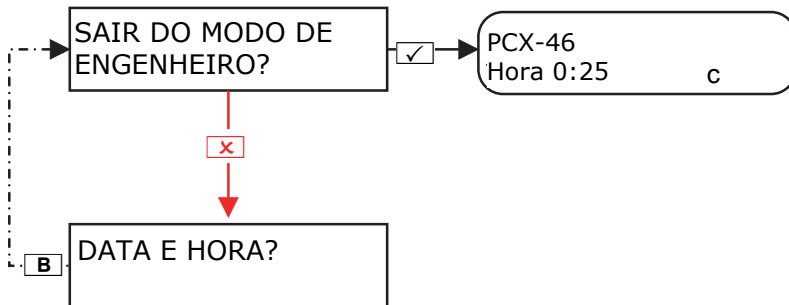 SAIR DO MODO DE
ENGENHEIRO?
✓
PCX-46
Hora 0:25 c
x
DATA E HORA?
B